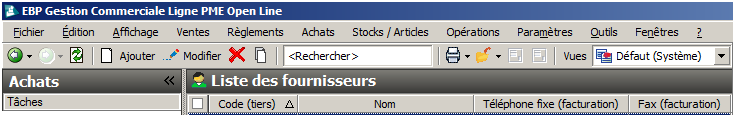 EBP Gestion Commerciale Ligne PME Open Line
Fichier Édition Affichage Ventes Règlements Achats Stocks / Articles Opérations Paramètres Outils Fenêtres ?
Ajouter Modifier <Rechercher> Vues Défaut (Système)
Achats « Liste des fournisseurs
Tâches Code (tiers) Nom Téléphone fixe (facturation) Fax (facturation)